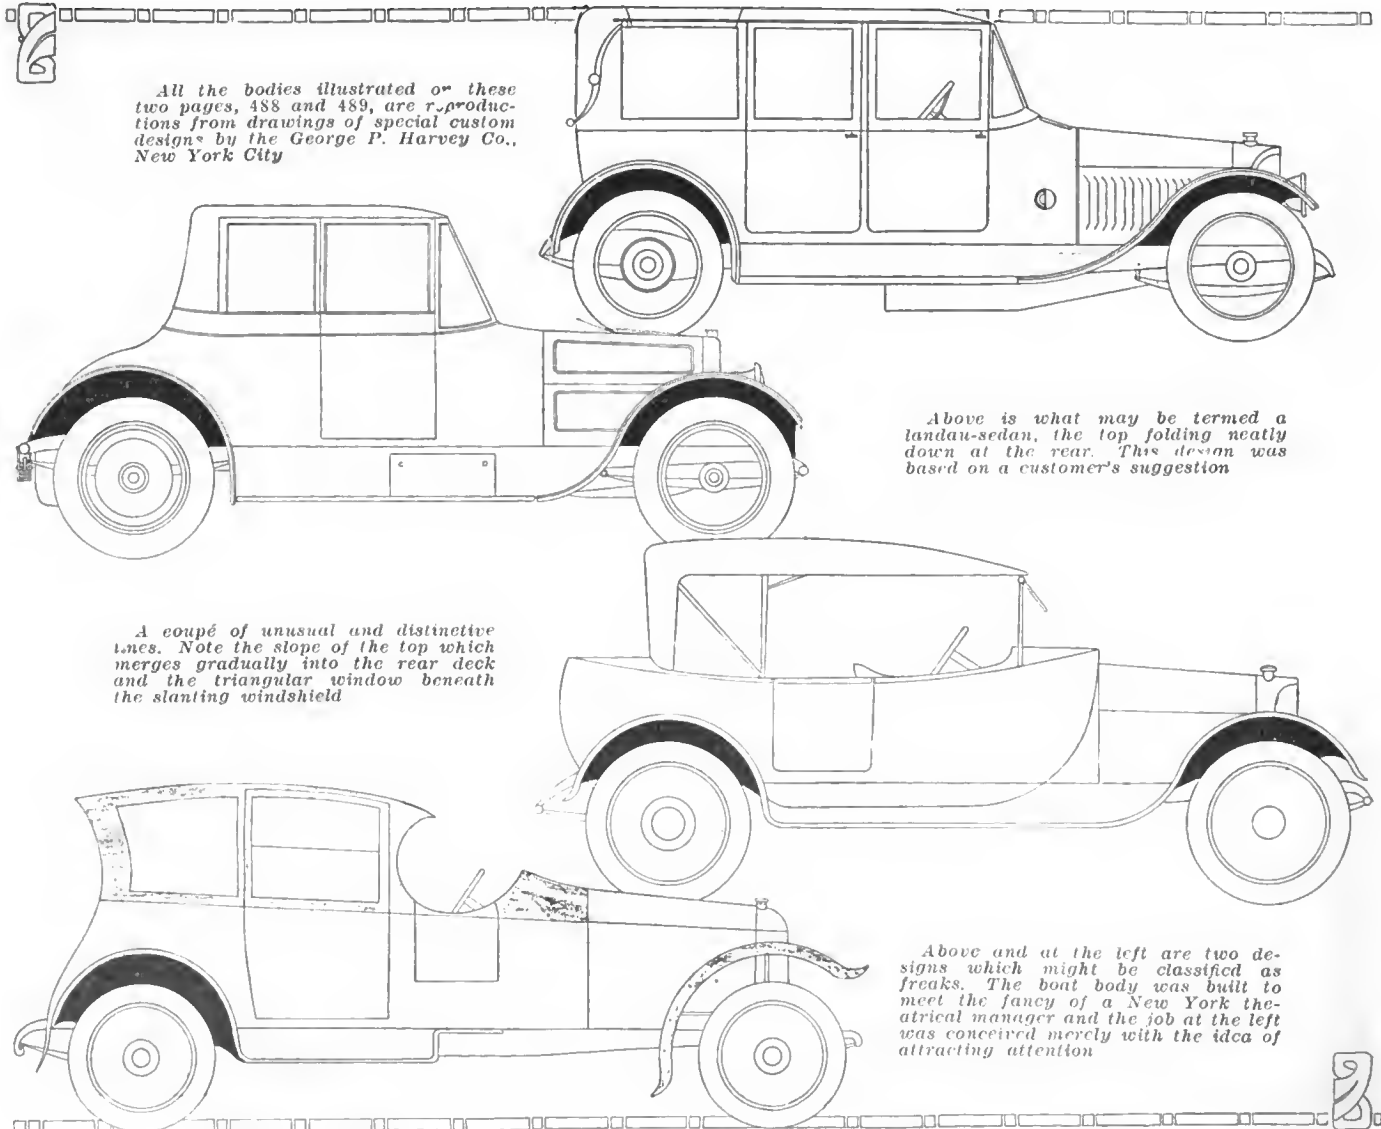 All the bodies illustrated on these
two pages, 488 and 489, are reproduc-
tions from drawings of special custom
designs by the George P. Harvey Co.,
New York City
Above is what may be termed a
landau-sedan, the top folding neatly
down at the rear. This design was
based on a customer's suggestion
A coupé of unusual and distinctive
lines. Note the slope of the top which
merges gradually into the rear deck
and the triangular window beneath
the slanting windshield
Above and at the left are two de-
signs which might be classified as
freaks. The boat body was built to
meet the fancy of a New York the-
atrical manager and the job at the left
was conceived merely with the idea of
attracting attention